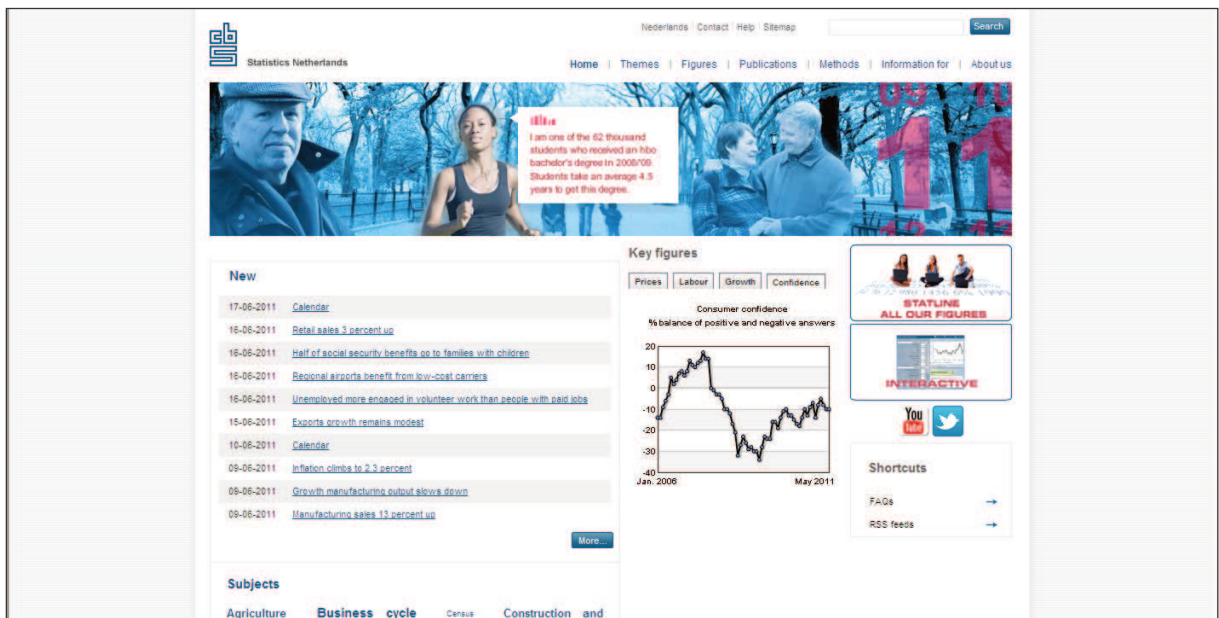 Nederlands Contact Help Sitemap Search
cbs
Statistics Netherlands
Home | Themes | Figures | Publications | Methods | Information for | About us
I am one of the 62 thousand
students who received an hbo
bachelor's degree in 2008/'09.
Students take an average 4.5
years to get this degree.
09 10
11 11
12
New
17-06-2011 Calendar
16-06-2011 Retail sales 3 percent up
16-06-2011 Half of social security benefits go to families with children
16-06-2011 Regional airports benefit from low-cost carriers
16-06-2011 Unemployed more engaged in volunteer work than people with paid jobs
15-06-2011 Exports growth remains modest
10-06-2011 Calendar
09-06-2011 Inflation climbs to 2.3 percent
09-06-2011 Growth manufacturing output slows down
09-06-2011 Manufacturing sales 13 percent up
More...
Subjects
Agriculture Business cycle Census Construction and
Key figures
Prices Labour Growth Confidence
Consumer confidence
% balance of positive and negative answers
20
10
0
-10
-20
-30
-40
Jan. 2006 May 2011
STATLINE
ALL OUR FIGURES
INTERACTIVE
You
Tube
Shortcuts
FAQs →
RSS feeds →